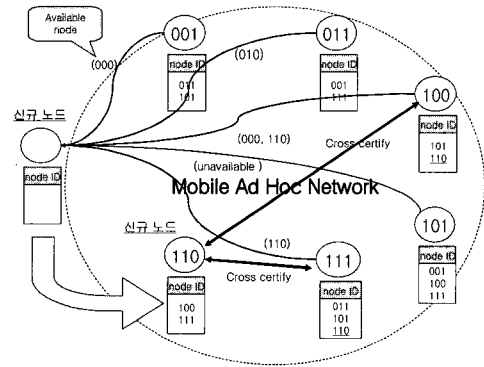 Available
node
(000)
001
node ID
011
101
(010)
011
node ID
001
111
100
node ID
101
110
신규 노드
node ID
(000, 110)
Cross certify
(unavailable )
Mobile Ad Hoc Network
101
node ID
001
100
111
신규 노드
110
node ID
100
111
(110)
Cross certify
111
node ID
011
101
110